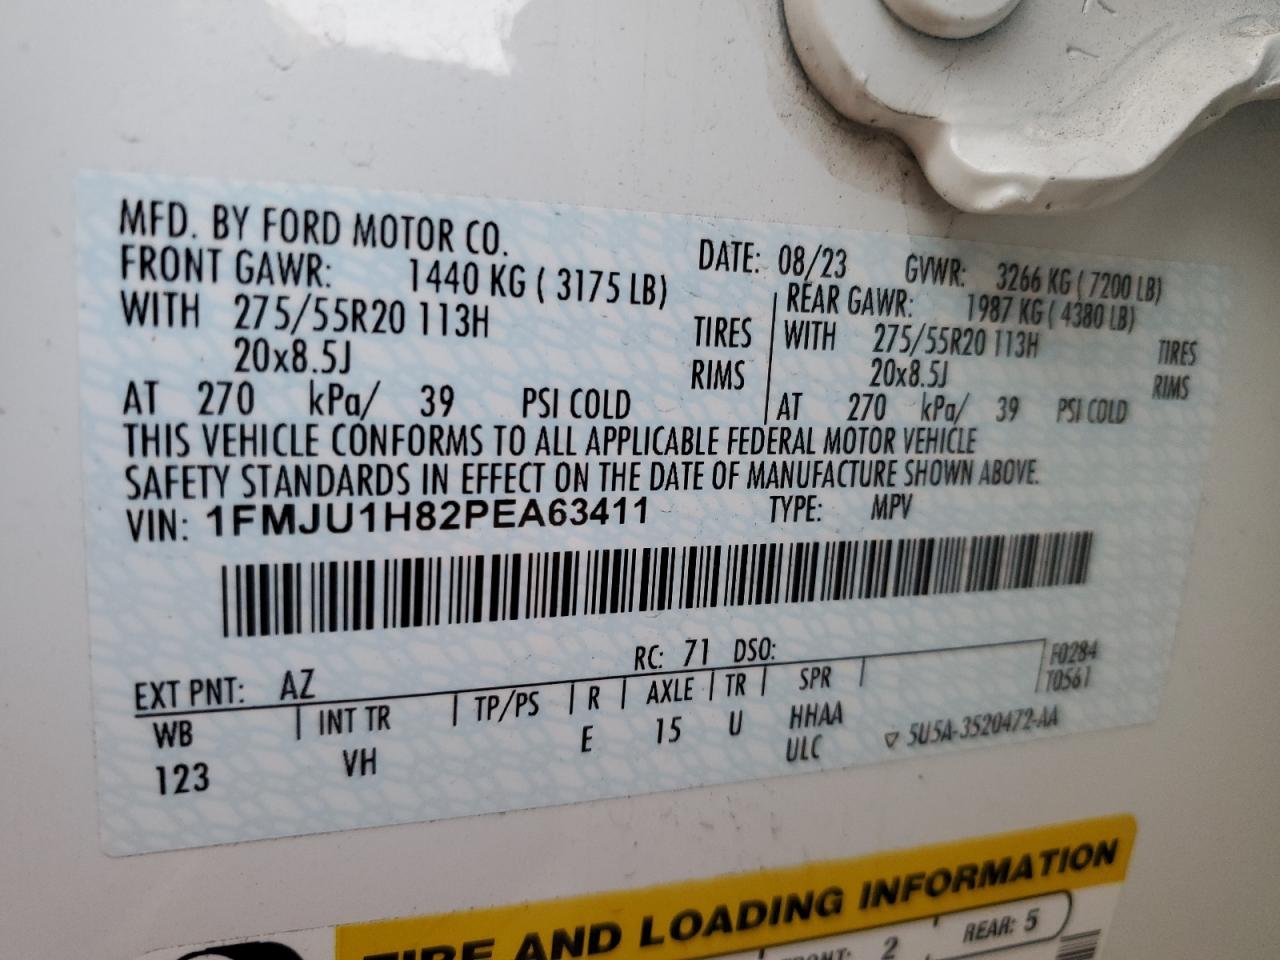 MFD. BY FORD MOTOR CO.
DATE: 08/23 GVWR: 3266 KG ( 7200 LB)
FRONT GAWR: 1440 KG ( 3175 LB)
REAR GAWR: 1987 KG ( 4380 LB)
WITH 275/55R20 113H TIRES
WITH 275/55R20 113H TIRES
20x8.5J RIMS
20x8.5J RIMS
AT 270 kPa/ 39 PSI COLD
AT 270 kPa/ 39 PSI COLD
THIS VEHICLE CONFORMS TO ALL APPLICABLE FEDERAL MOTOR VEHICLE
SAFETY STANDARDS IN EFFECT ON THE DATE OF MANUFACTURE SHOWN ABOVE.
VIN: 1FMJU1H82PEA63411 TYPE: MPV
EXT PNT: AZ RC: 71 DSO: F0284
T0561
WB INT TR TP/PS R AXLE TR SPR
123 VH E 15 U HHAA
ULC 5U5A-3520472-AA
TIRE AND LOADING INFORMATION
FRONT: 2 REAR: 5